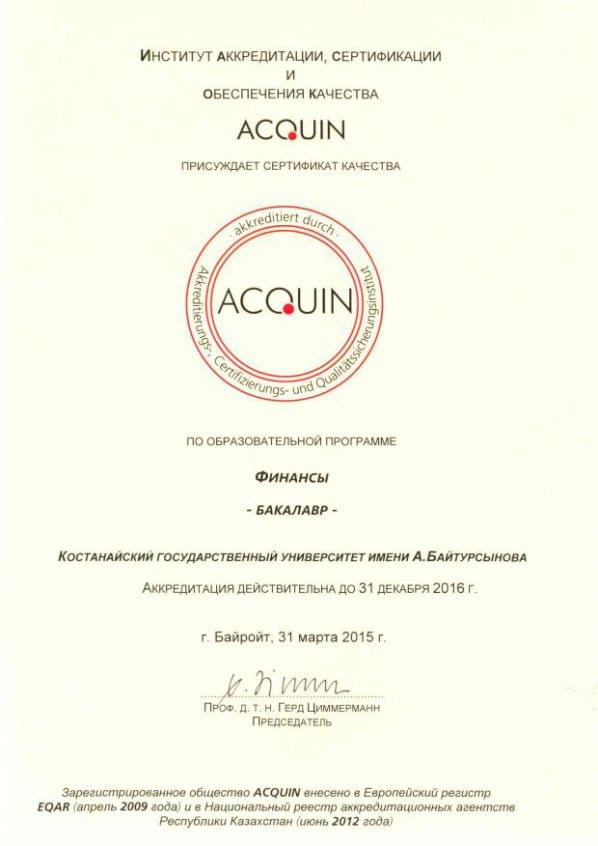 ИНСТИТУТ АККРЕДИТАЦИИ, СЕРТИФИКАЦИИ
И
ОБЕСПЕЧЕНИЯ КАЧЕСТВА
ACQUIN
ПРИСУЖДАЕТ СЕРТИФИКАТ КАЧЕСТВА
· akkreditiert durch ·
ACQUIN
Akkreditierungs-, Certifizierungs- und Qualitätssicherungsinstitut
ПО ОБРАЗОВАТЕЛЬНОЙ ПРОГРАММЕ
ФИНАНСЫ
- БАКАЛАВР -
КОСТАНАЙСКИЙ ГОСУДАРСТВЕННЫЙ УНИВЕРСИТЕТ ИМЕНИ А.БАЙТУРСЫНОВА
АККРЕДИТАЦИЯ ДЕЙСТВИТЕЛЬНА ДО 31 ДЕКАБРЯ 2016 Г.
г. Байройт, 31 марта 2015 г.
ПРОФ. Д. Т. Н. ГЕРД ЦИММЕРМАНН
ПРЕДСЕДАТЕЛЬ
Зарегистрированное общество ACQUIN внесено в Европейский регистр
EQAR (апрель 2009 года) и в Национальный реестр аккредитационных агентств
Республики Казахстан (июнь 2012 года)